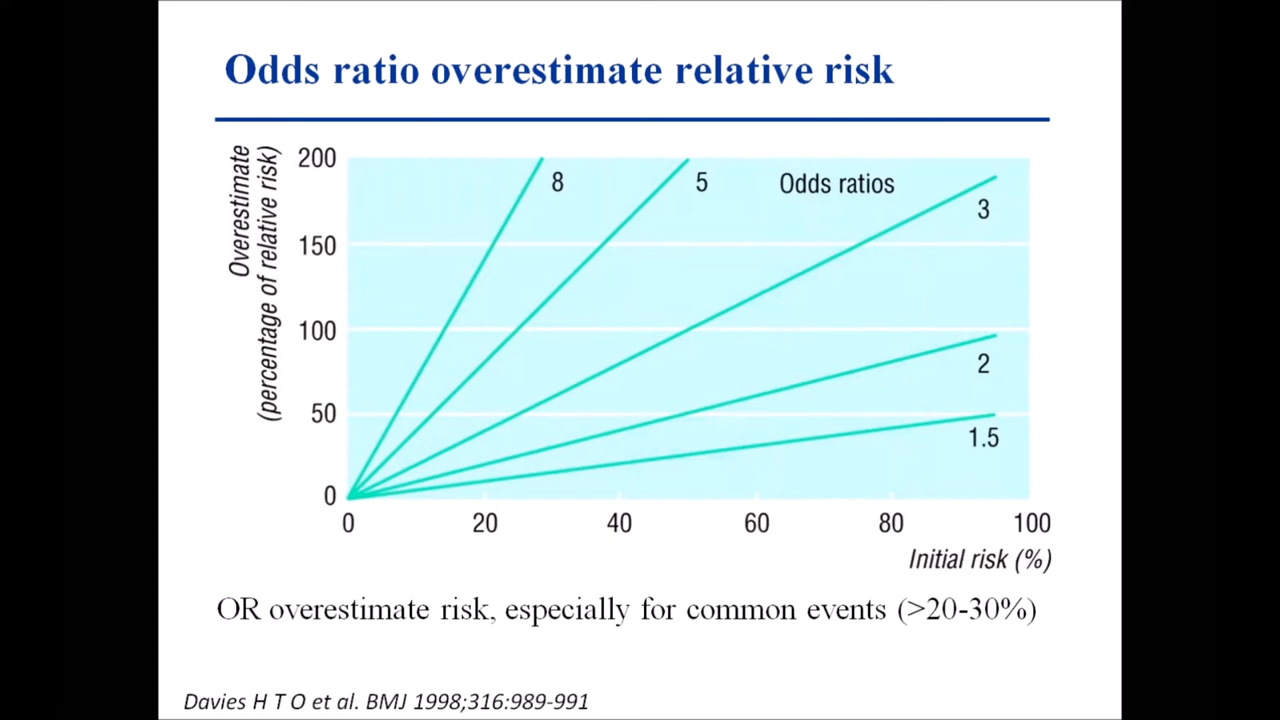 Odds ratio overestimate relative risk
Overestimate
(percentage of relative risk)
200
150
100
50
0
8
5
Odds ratios
3
2
1.5
0 20 40 60 80 100
Initial risk (%)
OR overestimate risk, especially for common events (>20-30%)
Davies H T O et al. BMJ 1998;316:989-991